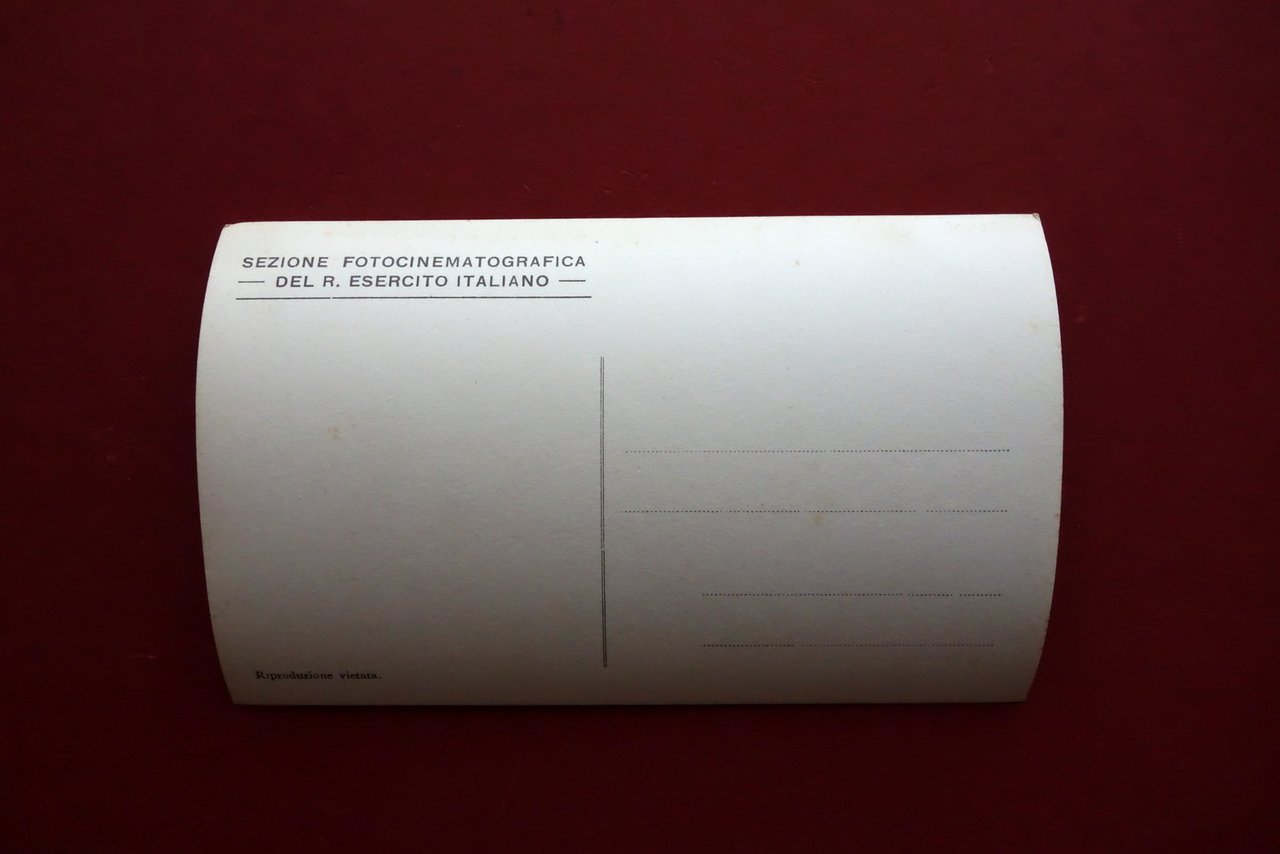 SEZIONE FOTOCINEMATOGRAFICA
— DEL R. ESERCITO ITALIANO —
Riproduzione vietata.